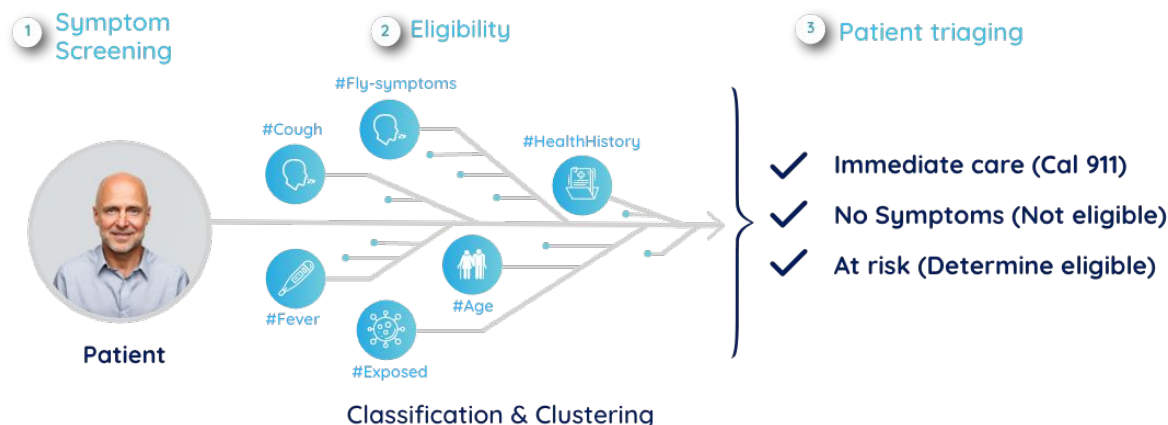 1 Symptom
Screening
2 Eligibility
3 Patient triaging
#Fly-symptoms
#Cough
#HealthHistory
Immediate care (Cal 911)
No Symptoms (Not eligible)
At risk (Determine eligible)
#Fever
#Age
Patient
#Exposed
Classification & Clustering